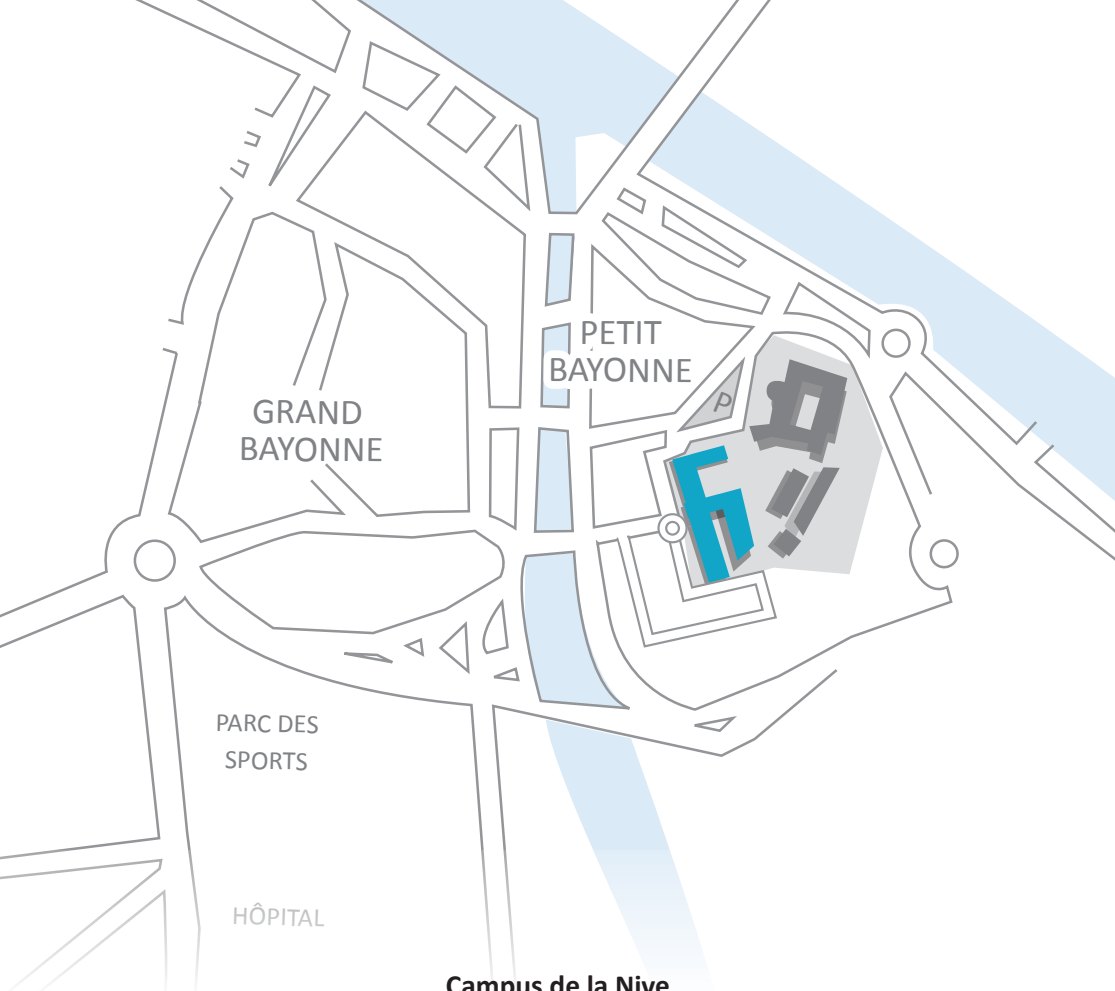 PETIT
BAYONNE
P
GRAND
BAYONNE
PARC DES
SPORTS
HÔPITAL
Campus de la Nive